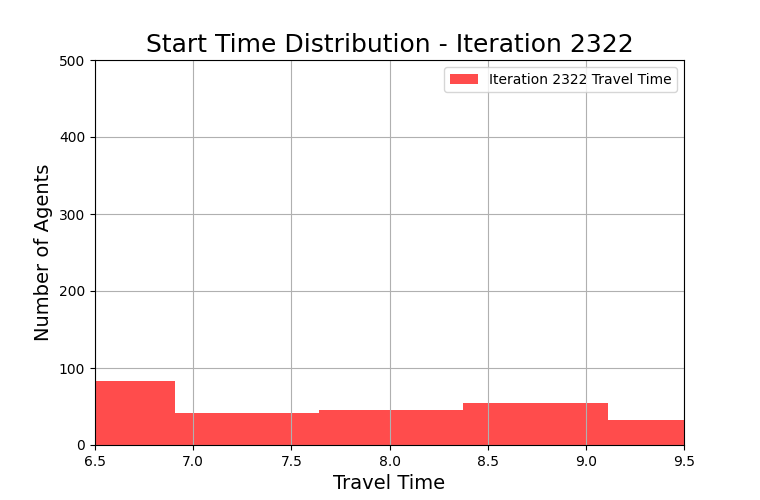 Start Time Distribution - Iteration 2322
Iteration 2322 Travel Time
Number of Agents
500
400
300
200
100
0
6.5 7.0 7.5 8.0 8.5 9.0 9.5
Travel Time